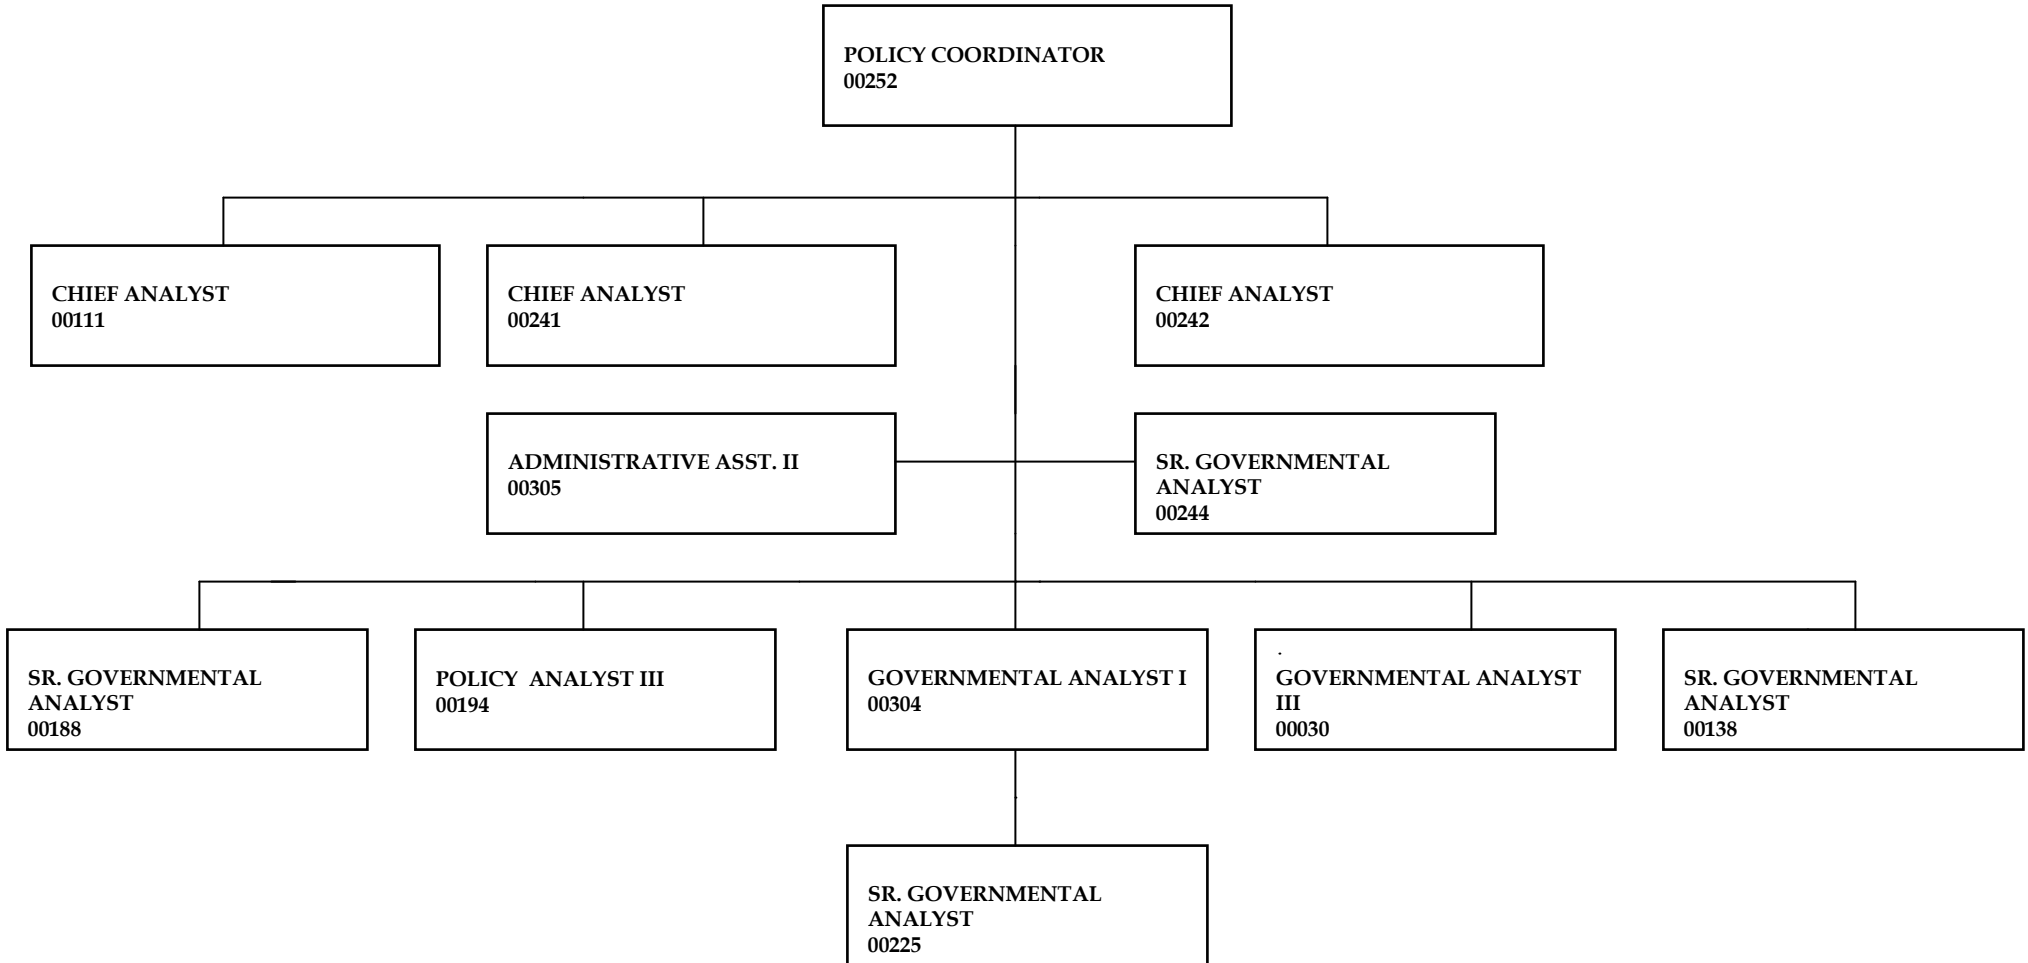 POLICY COORDINATOR
00252
CHIEF ANALYST
00111
CHIEF ANALYST
00241
CHIEF ANALYST
00242
ADMINISTRATIVE ASST. II
00305
SR. GOVERNMENTAL
ANALYST
00244
SR. GOVERNMENTAL
ANALYST
00188
POLICY  ANALYST III
00194
GOVERNMENTAL ANALYST I
00304
.
GOVERNMENTAL ANALYST
III
00030
SR. GOVERNMENTAL
ANALYST
00138
SR. GOVERNMENTAL
ANALYST
00225